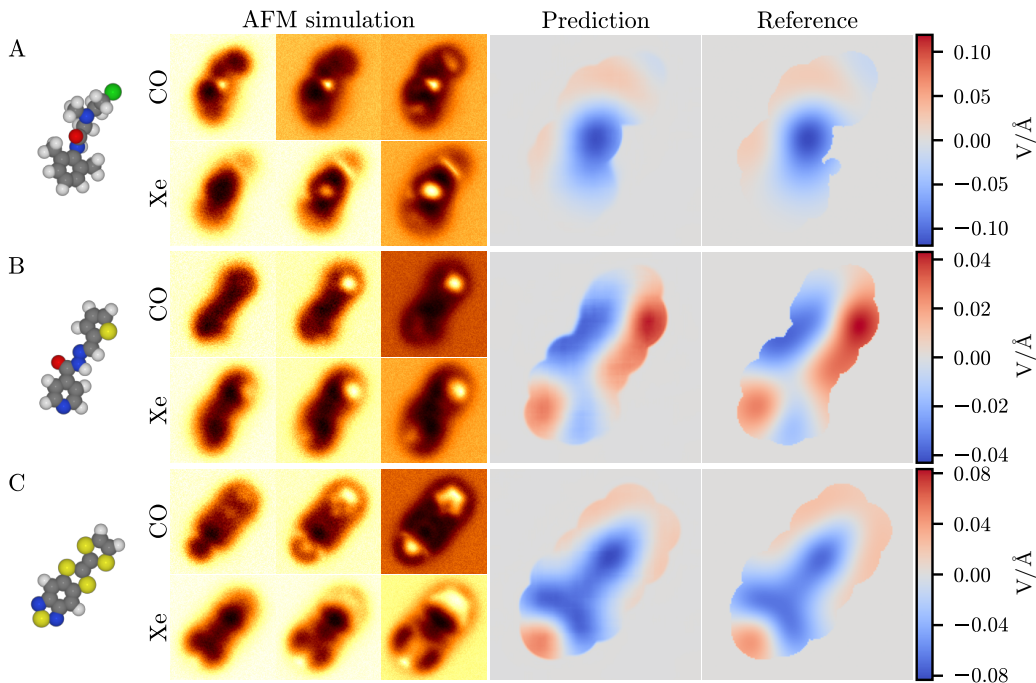 AFM simulation Prediction Reference
A
CO
Xe
0.10
0.05
0.00
−0.05
−0.10
V/Å
B
CO
Xe
0.04
0.02
0.00
−0.02
−0.04
V/Å
C
CO
Xe
0.08
0.04
0.00
−0.04
−0.08
V/Å